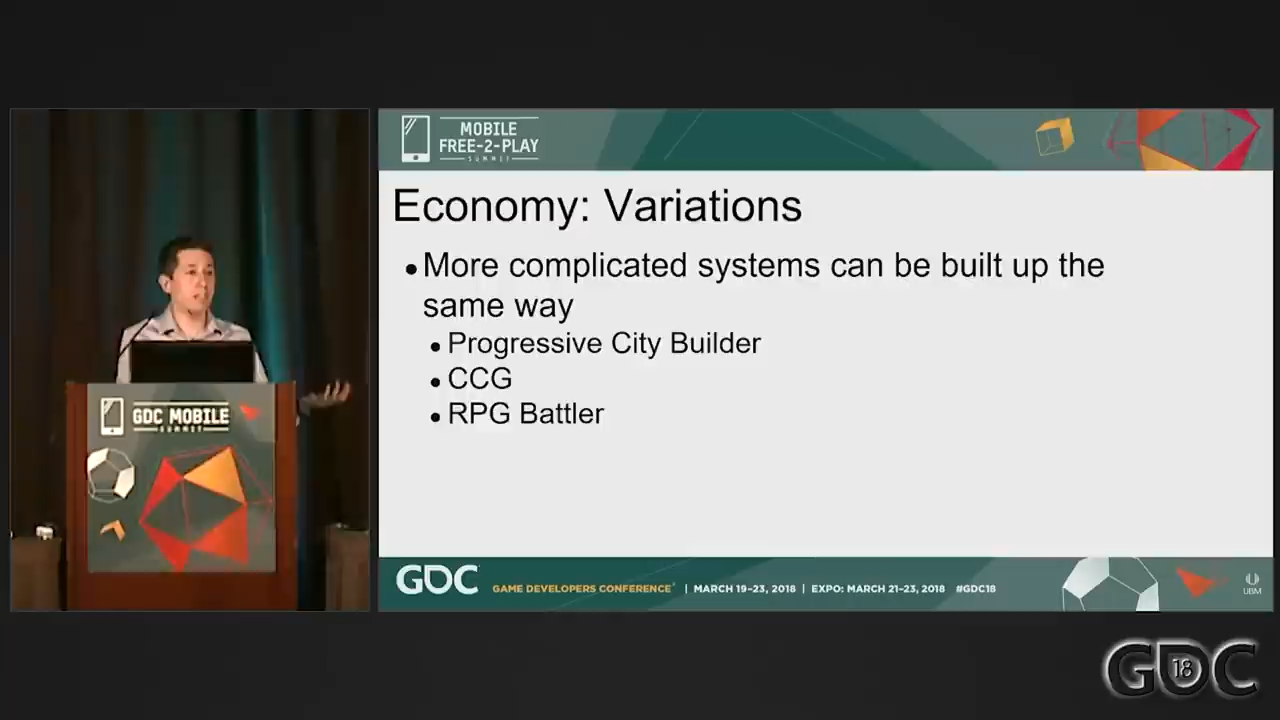 MOBILE
FREE-2-PLAY
SUMMIT
Economy: Variations
• More complicated systems can be built up the
same way
• Progressive City Builder
• CCG
• RPG Battler
GDC MOBILE
SUMMIT
GDC GAME DEVELOPERS CONFERENCE® | MARCH 19–23, 2018 | EXPO: MARCH 21–23, 2018 #GDC18
UBM
GDC 18